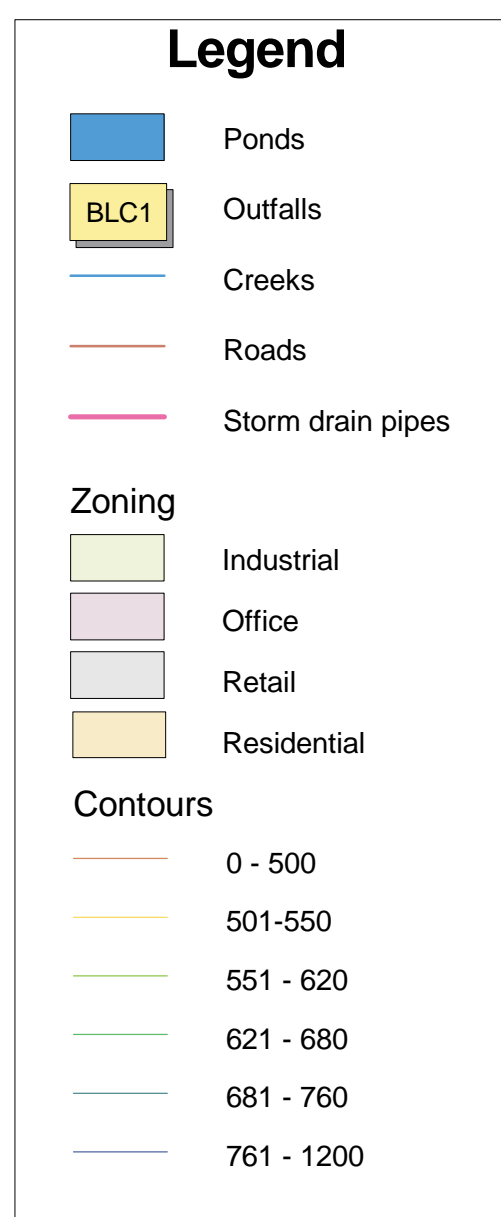 Legend
Ponds
BLC1 Outfalls
Creeks
Roads
Storm drain pipes
Zoning
Industrial
Office
Retail
Residential
Contours
0 - 500
501-550
551 - 620
621 - 680
681 - 760
761 - 1200